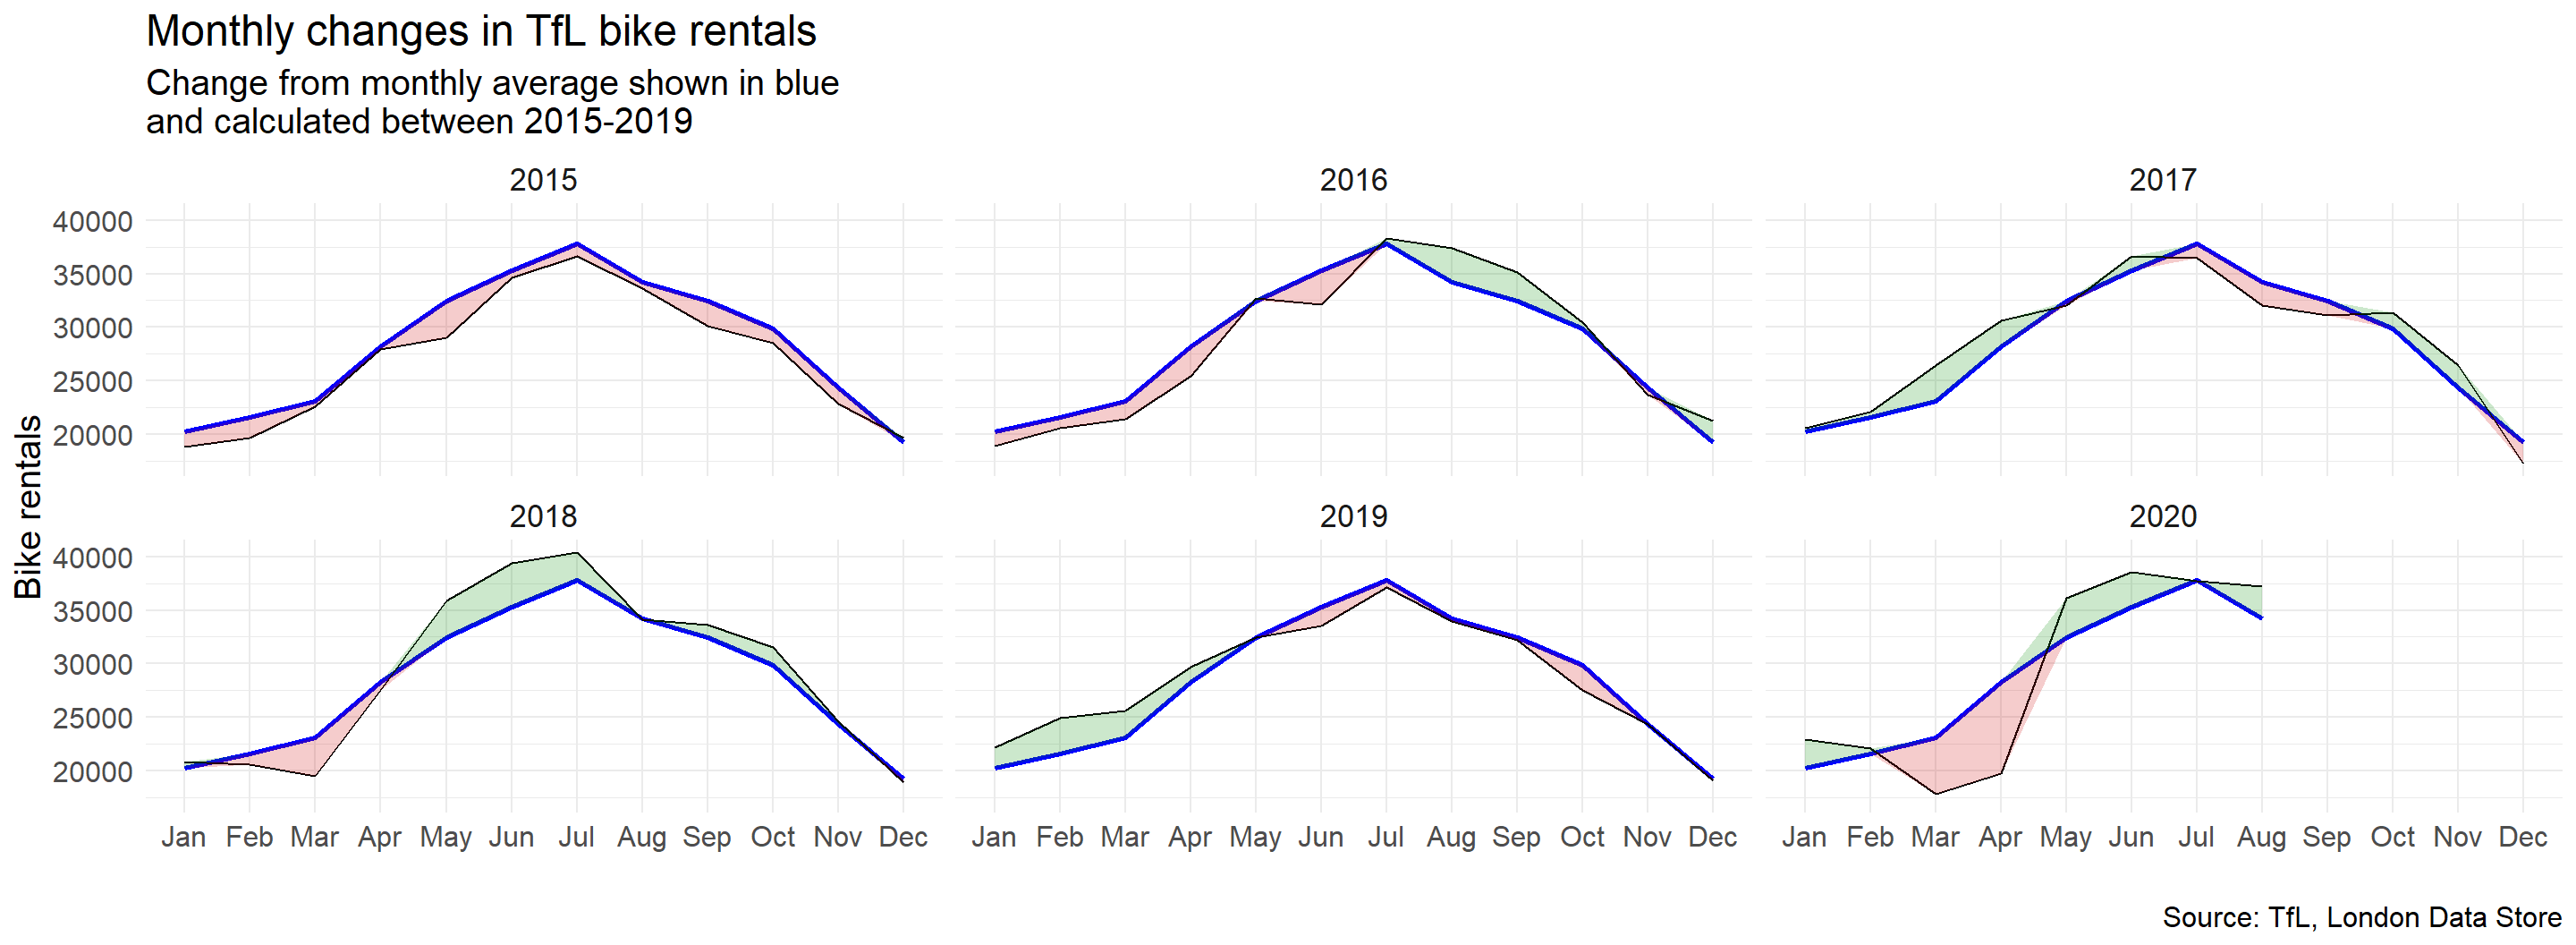 Monthly changes in TfL bike rentals
Change from monthly average shown in blue
and calculated between 2015-2019
2015
2016
2017
40000
35000
30000
25000
20000
Bike rentals
2018
2019
2020
40000
35000
30000
25000
20000
Jan Feb Mar Apr May Jun Jul Aug Sep Oct Nov Dec
Jan Feb Mar Apr May Jun Jul Aug Sep Oct Nov Dec
Jan Feb Mar Apr May Jun Jul Aug Sep Oct Nov Dec
Source: TfL, London Data Store